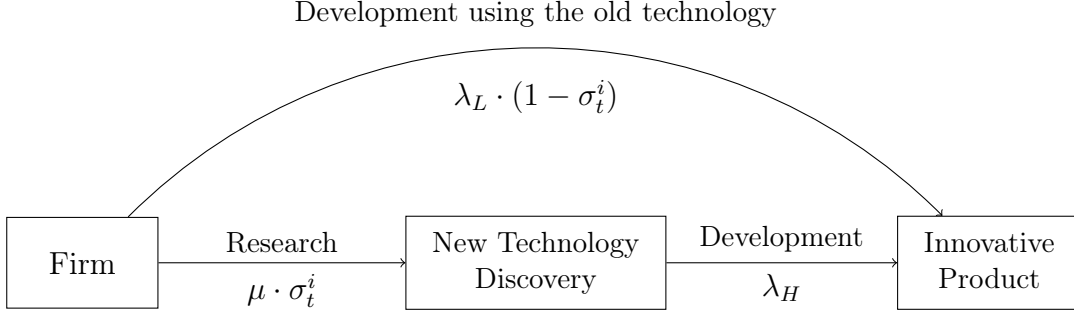 Development using the old technology
λ_L · (1 − σ_t^i)
Firm
Research
μ · σ_t^i
New Technology
Discovery
Development
λ_H
Innovative
Product